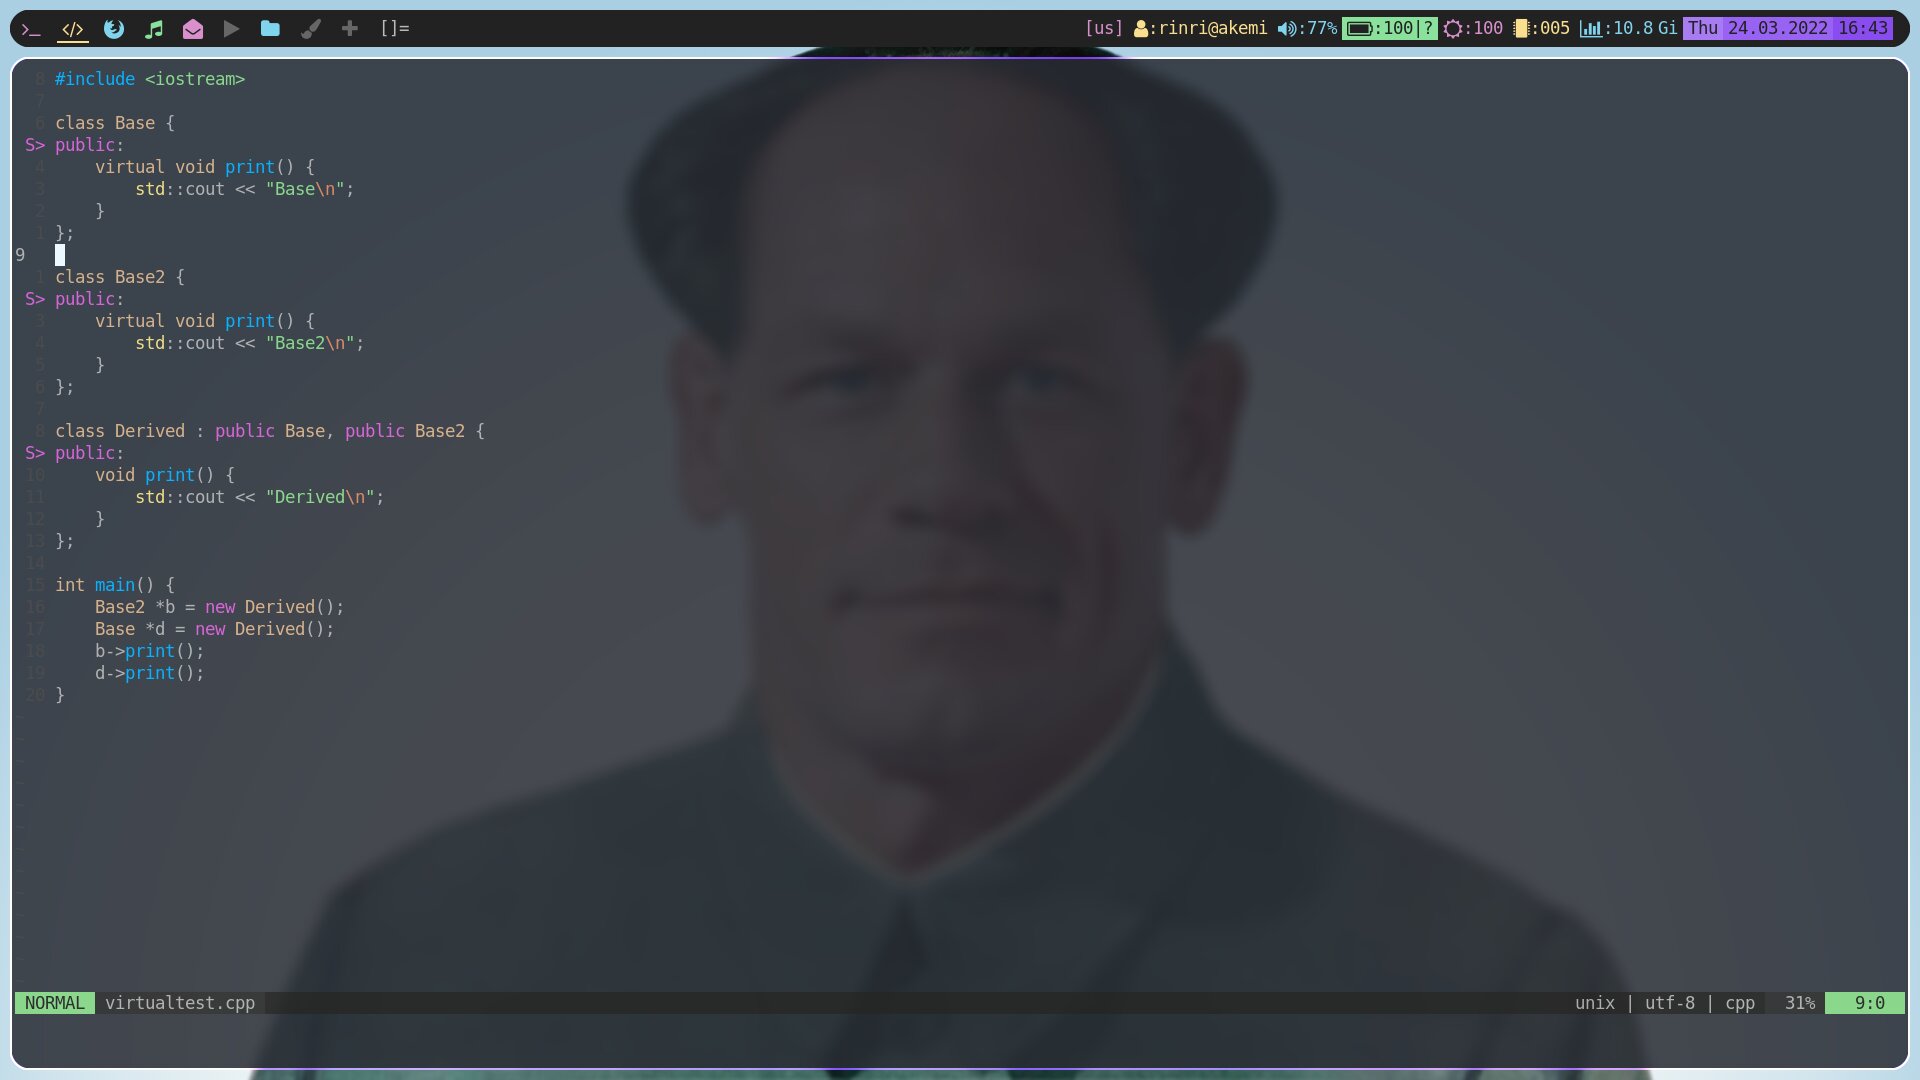 []= [us] :rinri@akemi :77% :100|? :100 :005 :10.8 Gi Thu 24.03.2022 16:43
8 #include <iostream>
7
6 class Base {
S> public:
4     virtual void print() {
3         std::cout << "Base\n";
2     }
1 };
9
1 class Base2 {
S> public:
3     virtual void print() {
4         std::cout << "Base2\n";
5     }
6 };
7
8 class Derived : public Base, public Base2 {
S> public:
10     void print() {
11         std::cout << "Derived\n";
12     }
13 };
14
15 int main() {
16     Base2 *b = new Derived();
17     Base *d = new Derived();
18     b->print();
19     d->print();
20 }
~
~
~
~
~
~
~
~
~
~
~
~
~
NORMAL virtualtest.cpp unix | utf-8 | cpp 31% 9:0